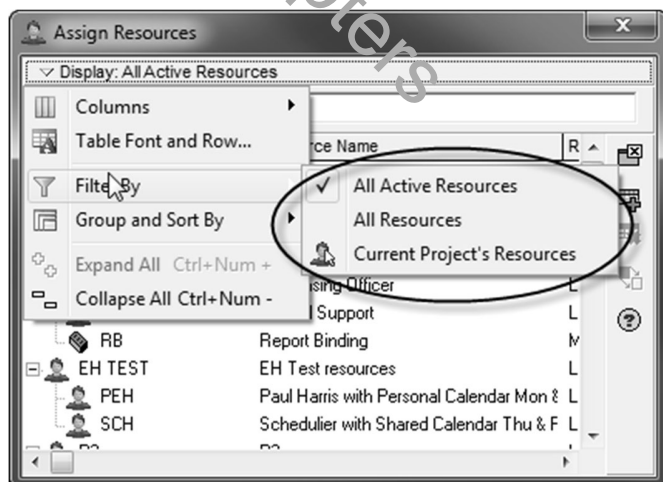 Assign Resources
Display: All Active Resources
Columns
Table Font and Row...
Filter By
Group and Sort By
Expand All Ctrl+Num +
Collapse All Ctrl+Num -
All Active Resources
All Resources
Current Project's Resources
rce Name R
sing Officer L
l Support L
RB Report Binding M
EH TEST EH Test resources L
PEH Paul Harris with Personal Calendar Mon & L
SCH Schedulier with Shared Calendar Thu & F L
pters